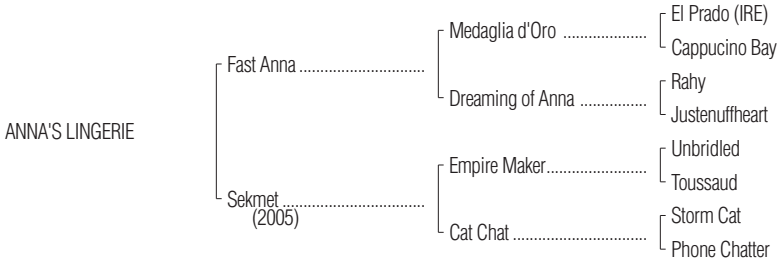 El Prado (IRE)
Medaglia d'Oro ......................
Cappucino Bay
Fast Anna .................................
Rahy
Dreaming of Anna .................
Justenuffheart
ANNA'S LINGERIE
Unbridled
Empire Maker..........................
Toussaud
Sekmet ......................................
(2005)
Storm Cat
Cat Chat ...................................
Phone Chatter